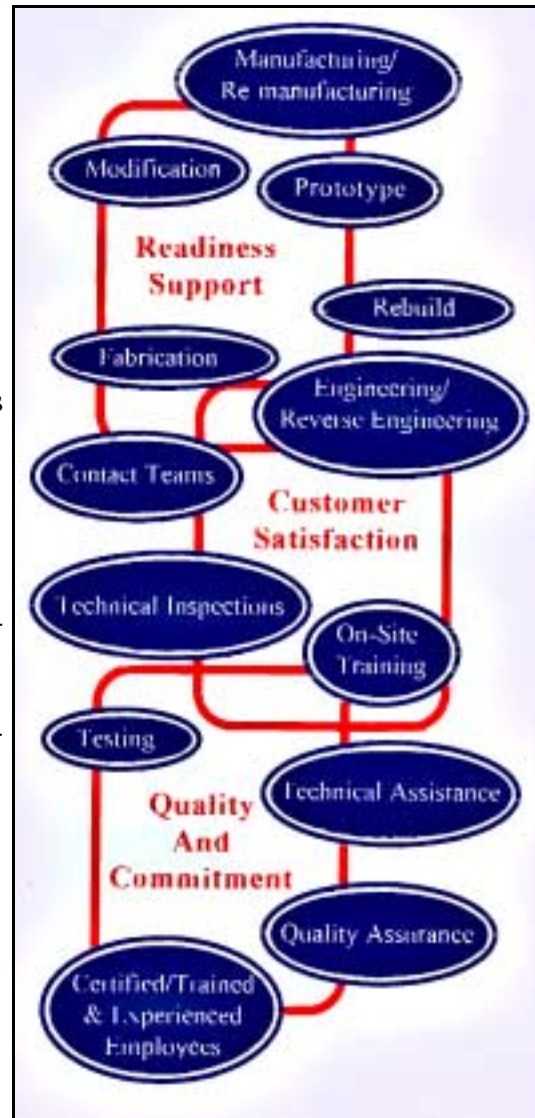 Manufacturing/
Re manufacturing
Modification
Prototype
Readiness
Support
Rebuild
Fabrication
Engineering/
Reverse Engineering
Contact Teams
Customer
Satisfaction
Technical Inspections
On-Site
Training
Testing
Technical Assistance
Quality
And
Commitment
Quality Assurance
Certified/Trained
& Experienced
Employees